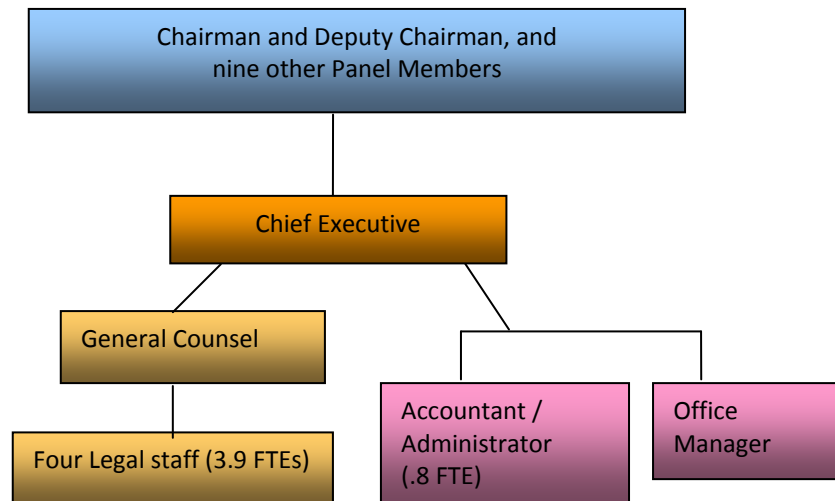 Chairman and Deputy Chairman, and
nine other Panel Members
Chief Executive
General Counsel
Four Legal staff (3.9 FTEs)
Accountant /
Administrator
(.8 FTE)
Office
Manager